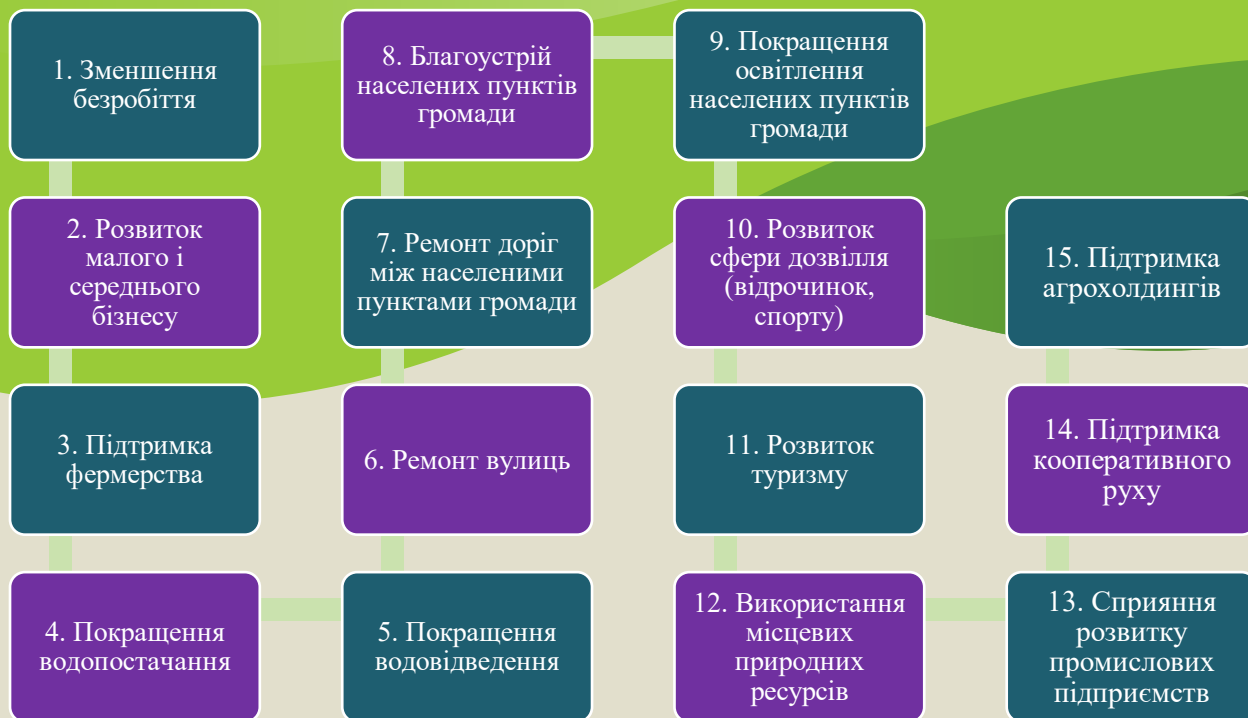 1. Зменшення
безробіття
2. Розвиток
малого і
середнього
бізнесу
3. Підтримка
фермерства
4. Покращення
водопостачання
5. Покращення
водовідведення
6. Ремонт вулиць
7. Ремонт доріг
між населеними
пунктами громади
8. Благоустрій
населених пунктів
громади
9. Покращення
освітлення
населених пунктів
громади
10. Розвиток
сфери дозвілля
(відрочинок,
спорту)
11. Розвиток
туризму
12. Використання
місцевих
природних
ресурсів
13. Сприяння
розвитку
промислових
підприємств
14. Підтримка
кооперативного
руху
15. Підтримка
агрохолдингів